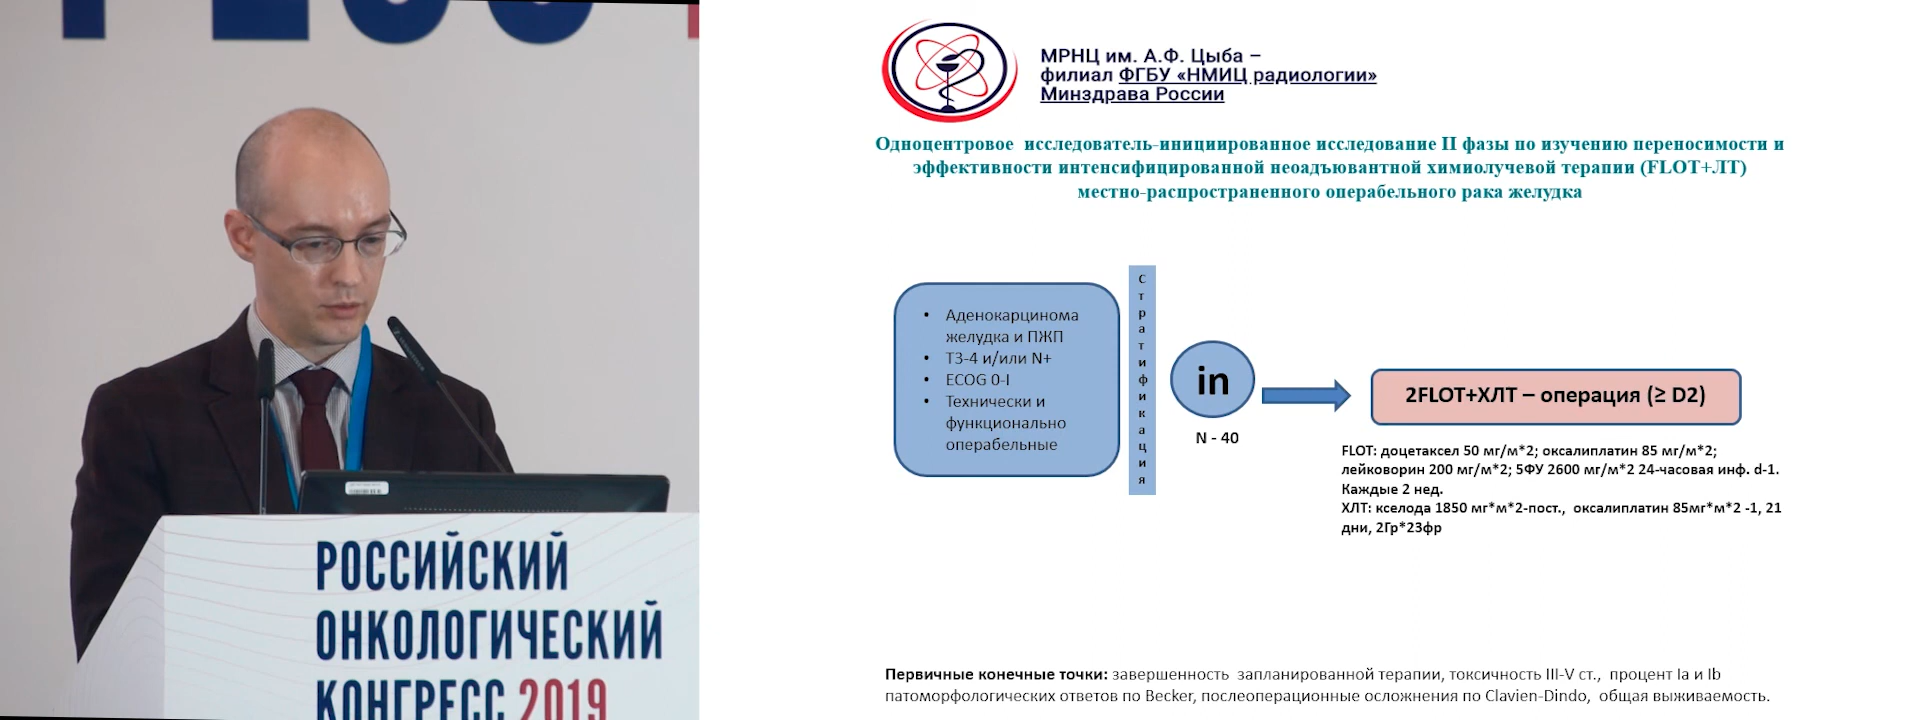 РОССИЙСКИЙ
ОНКОЛОГИЧЕСКИЙ
КОНГРЕСС 2019
МРНЦ им. А.Ф. Цыба –
филиал ФГБУ «НМИЦ радиологии»
Минздрава России
Одноцентровое исследователь-инициированное исследование II фазы по изучению переносимости и
эффективности интенсифицированной неоадъювантной химиолучевой терапии (FLOT+ЛТ)
местно-распространенного операбельного рака желудка
• Аденокарцинома
желудка и ПЖП
• Т3-4 и/или N+
• ECOG 0-I
• Технически и
функционально
операбельные
Стратификация
in
N - 40
2FLOT+ХЛТ – операция (≥ D2)
FLOT: доцетаксел 50 мг/м*2; оксалиплатин 85 мг/м*2;
лейковорин 200 мг/м*2; 5ФУ 2600 мг/м*2 24-часовая инф. d-1.
Каждые 2 нед.
ХЛТ: кселода 1850 мг*м*2-пост., оксалиплатин 85мг*м*2 -1, 21
дни, 2Гр*23фр
Первичные конечные точки: завершенность запланированной терапии, токсичность III-V ст., процент Ia и Ib
патоморфологических ответов по Becker, послеоперационные осложнения по Clavien-Dindo, общая выживаемость.